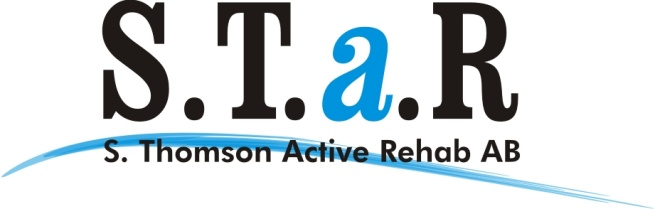 S.T.a.R
S. Thomson Active Rehab AB